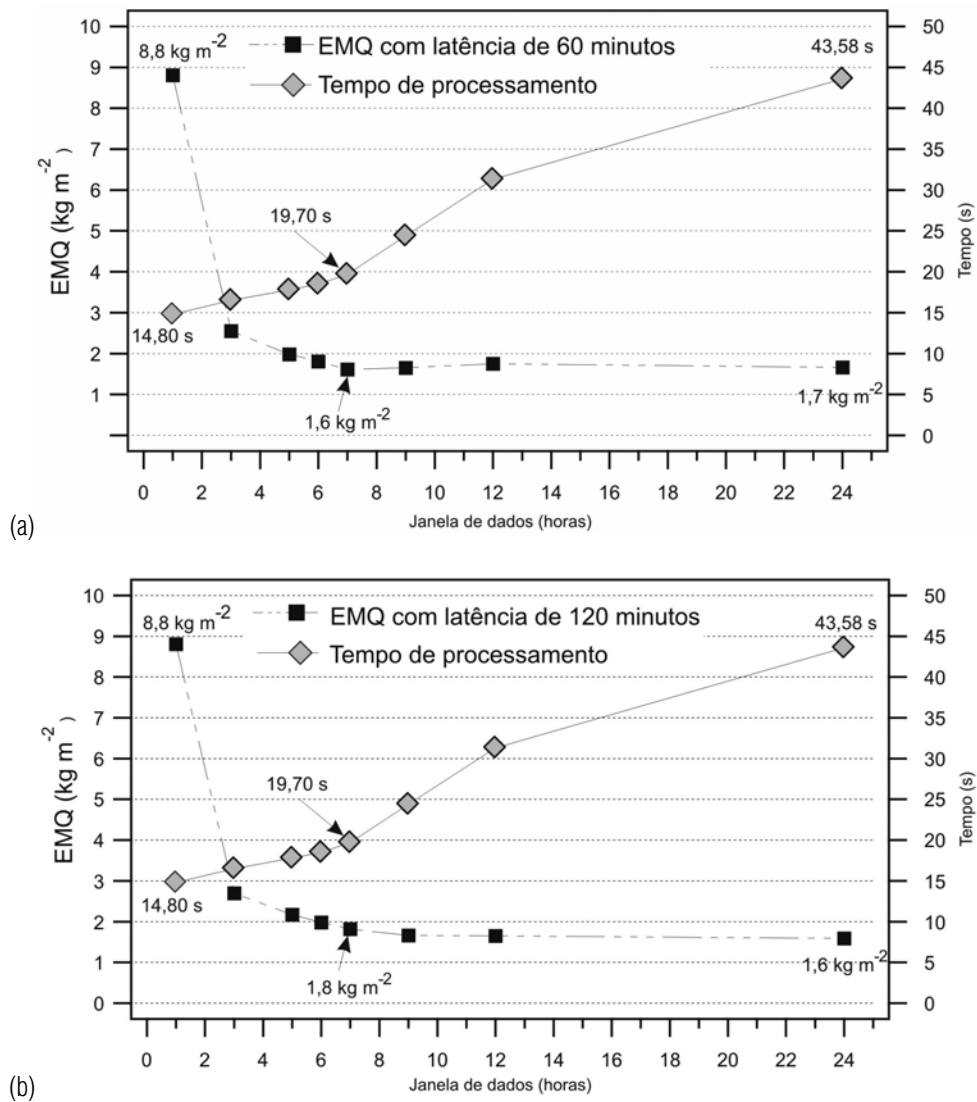 10
9
8
7
6
5
4
3
2
1
EMQ (kg m⁻²)
8,8 kg m⁻²
EMQ com latência de 60 minutos
Tempo de processamento
43,58 s
19,70 s
14,80 s
1,6 kg m⁻²
1,7 kg m⁻²
50
45
40
35
30
25
20
15
10
5
0
Tempo (s)
0 2 4 6 8 10 12 14 16 18 20 22 24
Janela de dados (horas)
(a)
10
9
8
7
6
5
4
3
2
1
0
EMQ (kg m⁻²)
8,8 kg m⁻²
EMQ com latência de 120 minutos
Tempo de processamento
43,58 s
19,70 s
14,80 s
1,8 kg m⁻²
1,6 kg m⁻²
50
45
40
35
30
25
20
15
10
5
0
Tempo (s)
0 2 4 6 8 10 12 14 16 18 20 22 24
Janela de dados (horas)
(b)